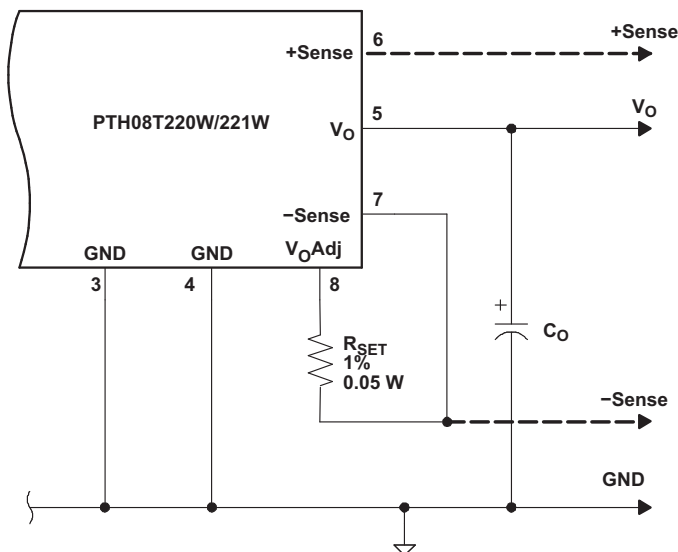 +Sense
6
+Sense
PTH08T220W/221W
VO
5
VO
7
−Sense
GND
GND
VOAdj
3
4
8
+
CO
RSET
1%
0.05 W
−Sense
GND